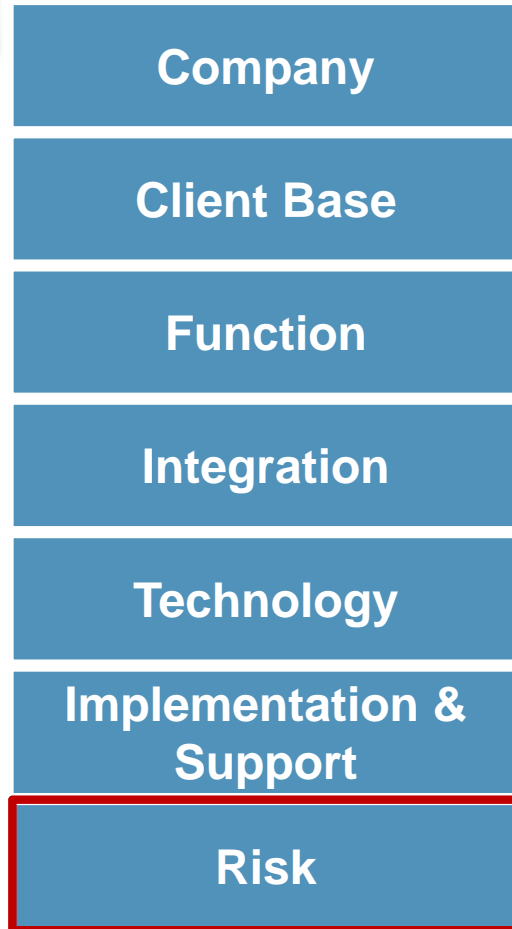 Company
Client Base
Function
Integration
Technology
Implementation &
Support
Risk